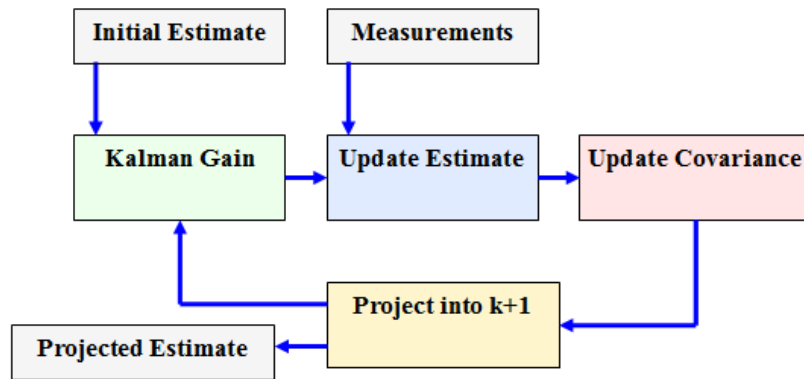 Initial Estimate
Measurements
Kalman Gain
Update Estimate
Update Covariance
Project into k+1
Projected Estimate